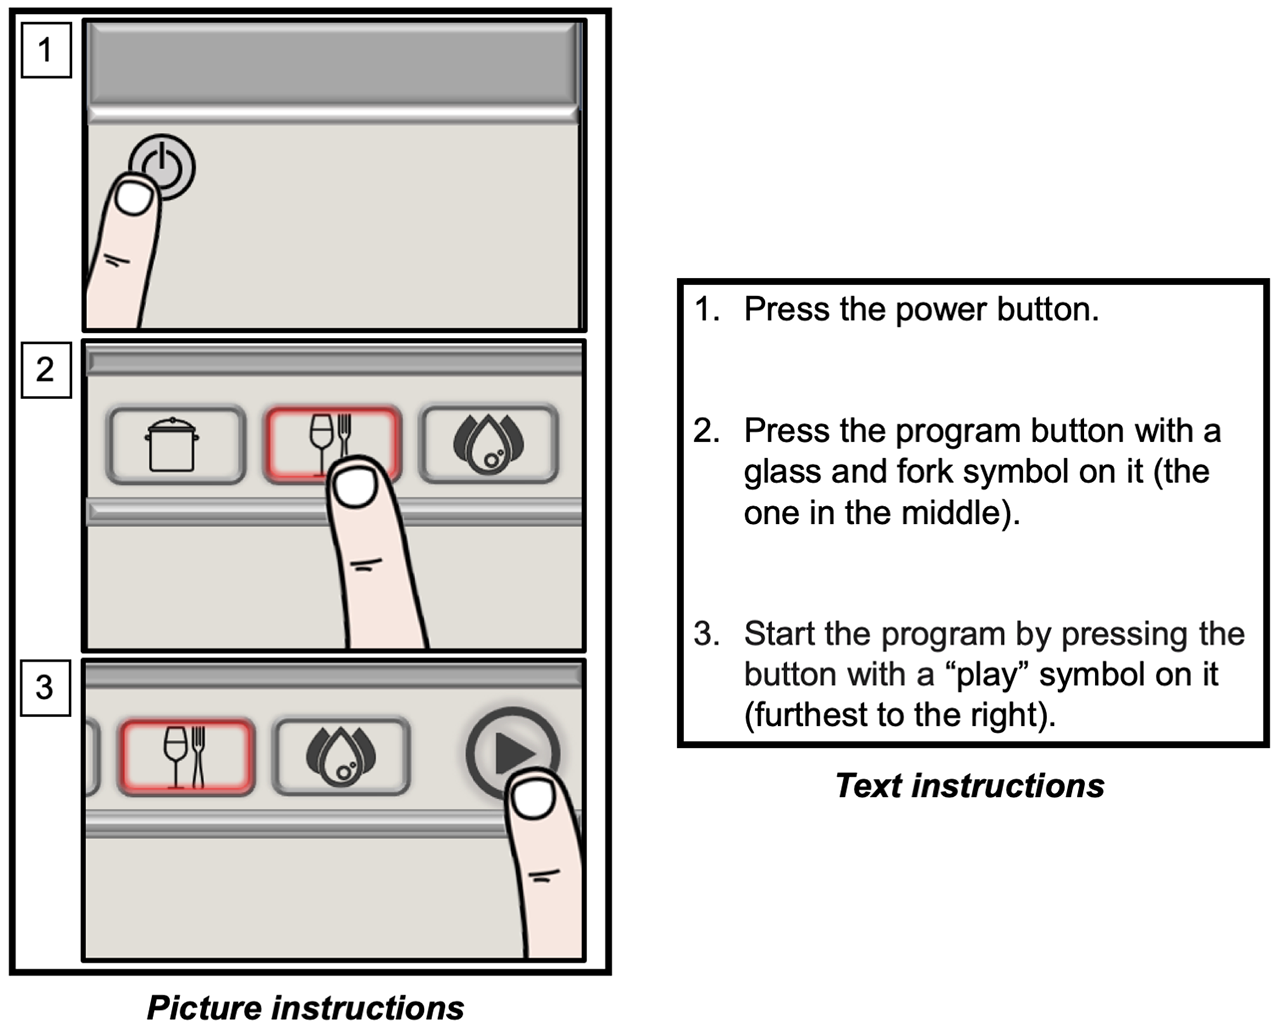 1
2
3
Picture instructions
1. Press the power button.
2. Press the program button with a
glass and fork symbol on it (the
one in the middle).
3. Start the program by pressing the
button with a “play” symbol on it
(furthest to the right).
Text instructions